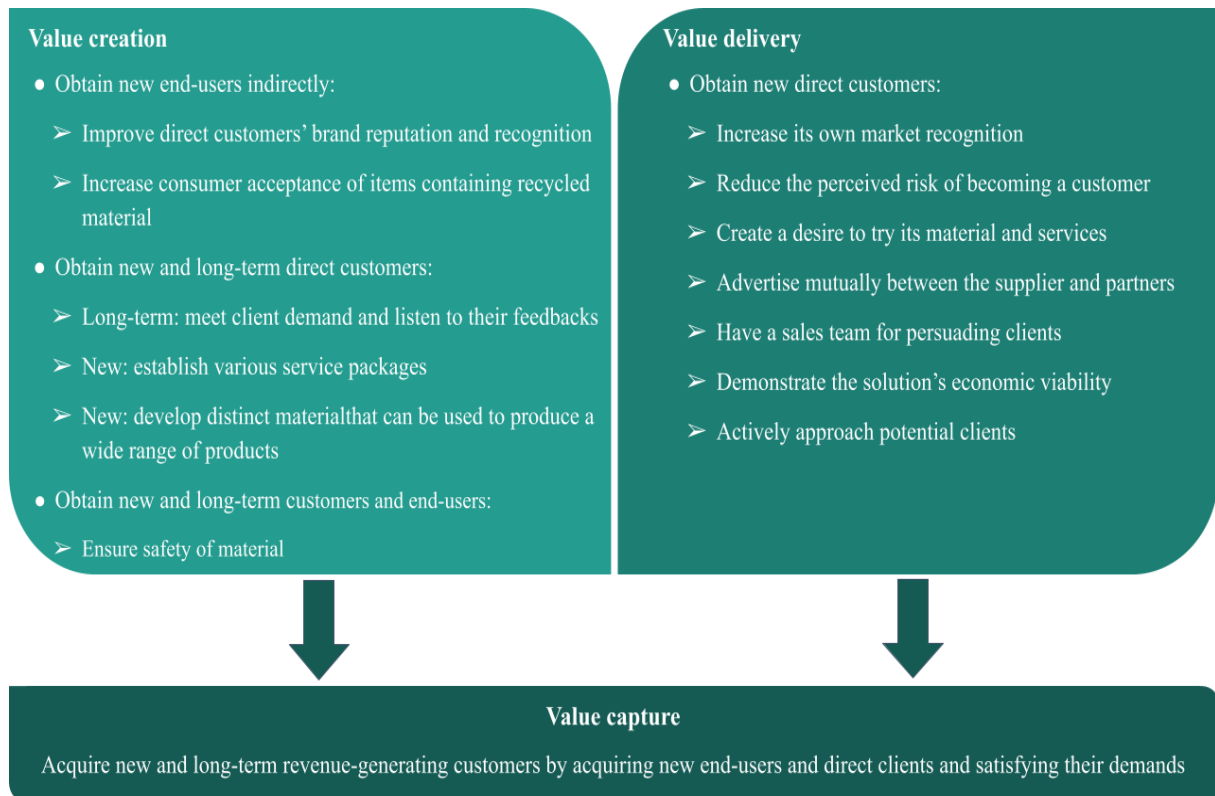 Value creation
● Obtain new end-users indirectly:
➢ Improve direct customers’ brand reputation and recognition
➢ Increase consumer acceptance of items containing recycled
material
● Obtain new and long-term direct customers:
➢ Long-term: meet client demand and listen to their feedbacks
➢ New: establish various service packages
➢ New: develop distinct materialthat can be used to produce a
wide range of products
● Obtain new and long-term customers and end-users:
➢ Ensure safety of material
Value delivery
● Obtain new direct customers:
➢ Increase its own market recognition
➢ Reduce the perceived risk of becoming a customer
➢ Create a desire to try its material and services
➢ Advertise mutually between the supplier and partners
➢ Have a sales team for persuading clients
➢ Demonstrate the solution’s economic viability
➢ Actively approach potential clients
Value capture
Acquire new and long-term revenue-generating customers by acquiring new end-users and direct clients and satisfying their demands